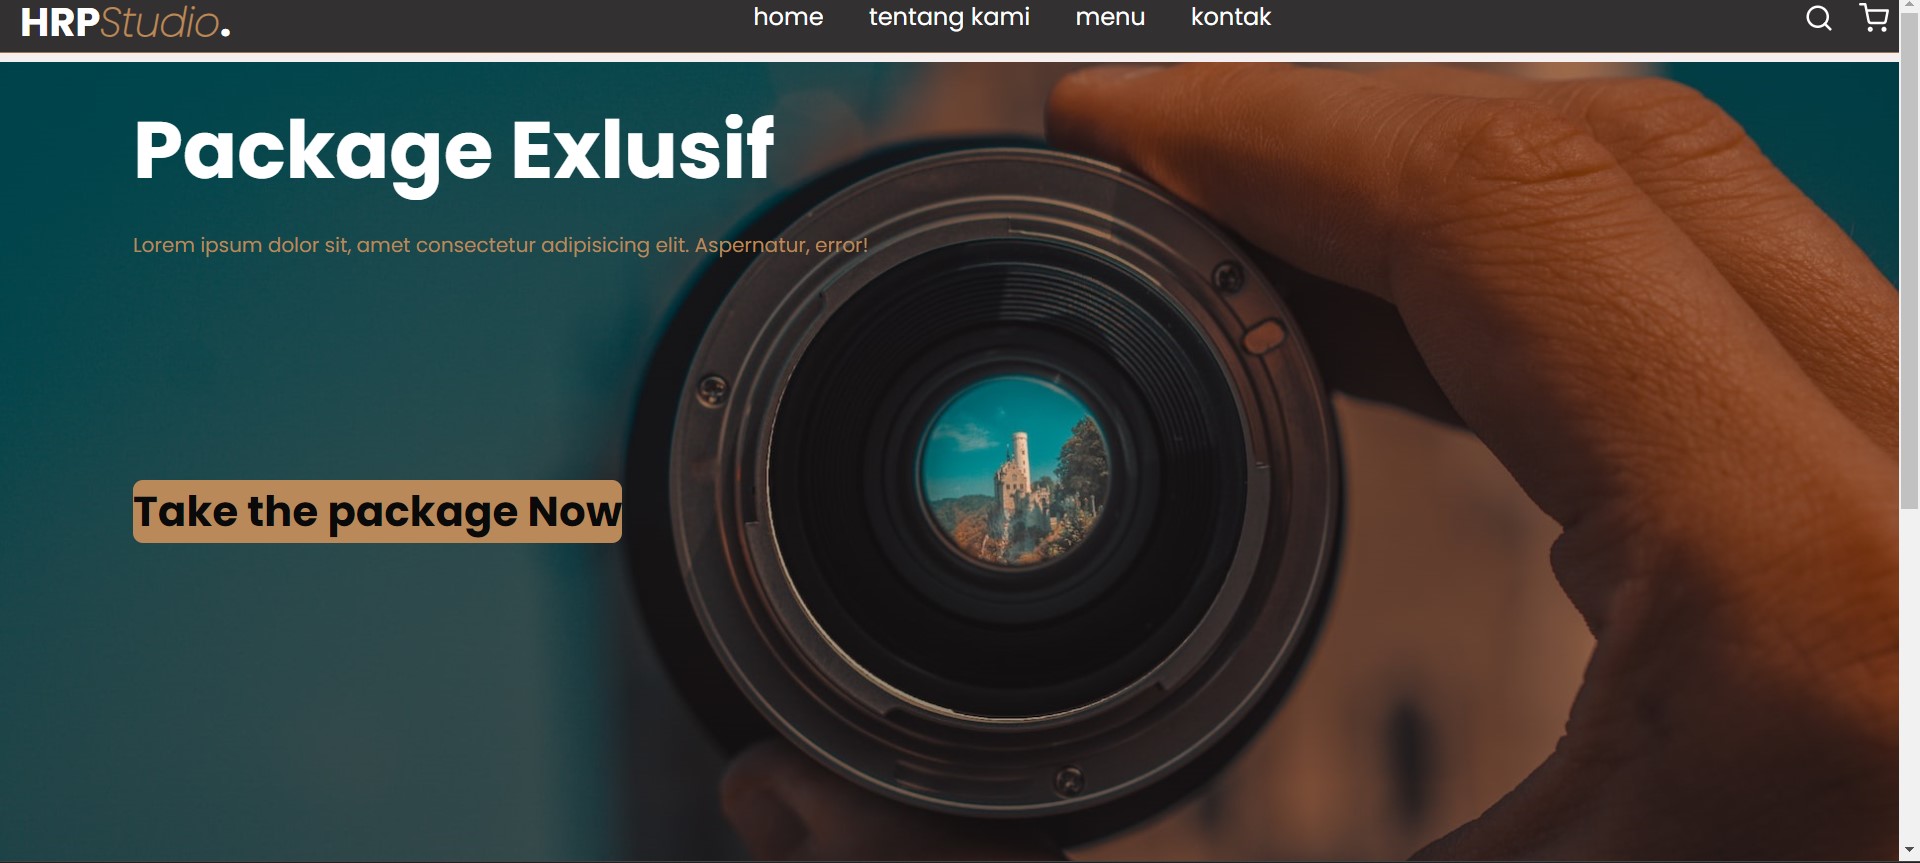 HRPStudio.
home tentang kami menu kontak
Package Exlusif
Lorem ipsum dolor sit, amet consectetur adipisicing elit. Aspernatur, error!
Take the package Now